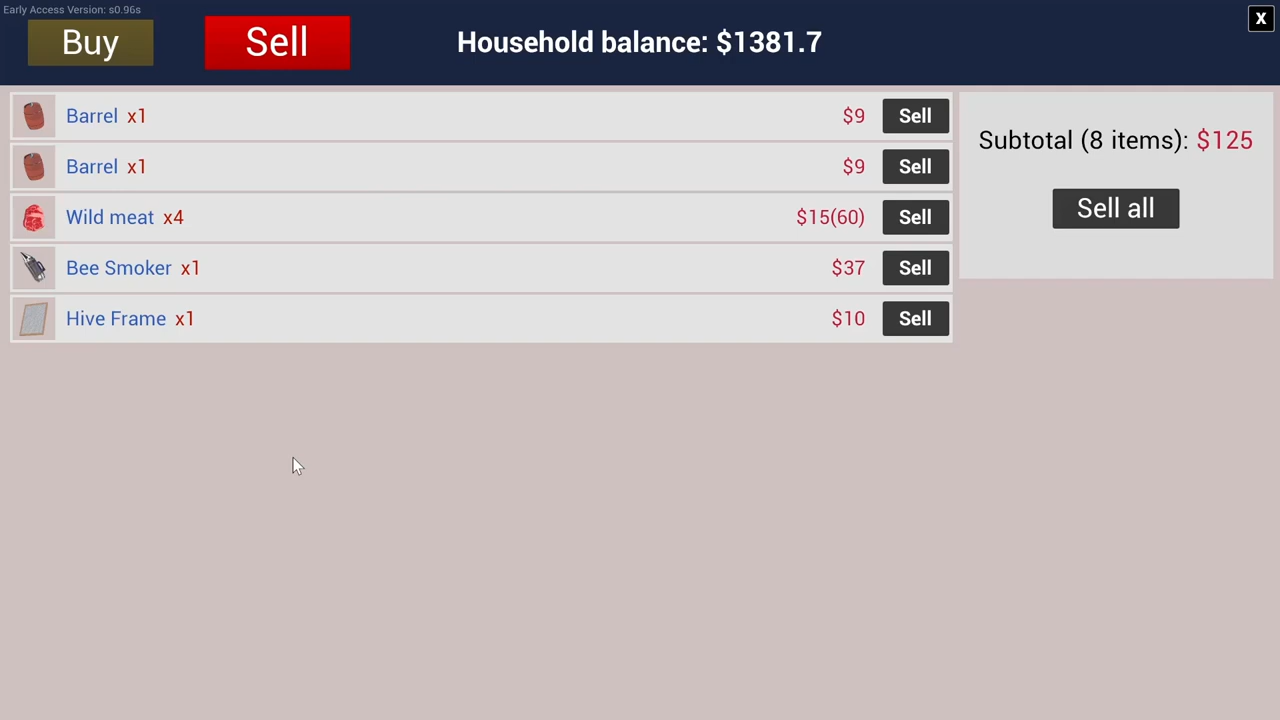 Early Access Version: s0.96s
Buy
Sell
Household balance: $1381.7
X
Barrel x1 $9 Sell
Barrel x1 $9 Sell
Wild meat x4 $15(60) Sell
Bee Smoker x1 $37 Sell
Hive Frame x1 $10 Sell
Subtotal (8 items): $125
Sell all